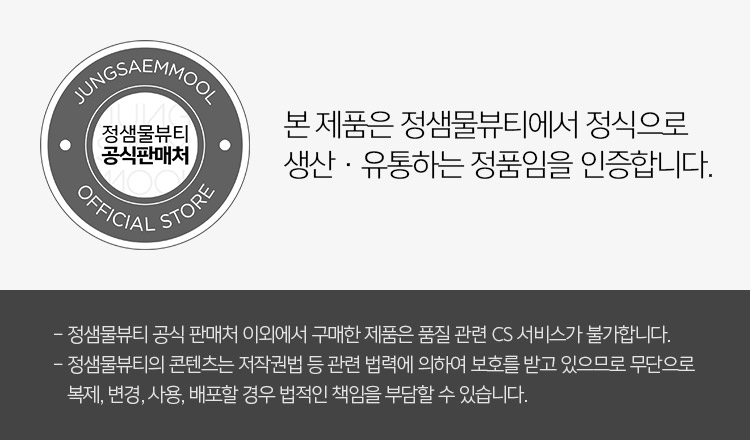 JUNGSAEMMOOL
정샘물뷰티
공식판매처
OFFICIAL STORE
본 제품은 정샘물뷰티에서 정식으로
생산 · 유통하는 정품임을 인증합니다.
- 정샘물뷰티 공식 판매처 이외에서 구매한 제품은 품질 관련 CS 서비스가 불가합니다.
- 정샘물뷰티의 콘텐츠는 저작권법 등 관련 법력에 의하여 보호를 받고 있으므로 무단으로
복제, 변경, 사용, 배포할 경우 법적인 책임을 부담할 수 있습니다.